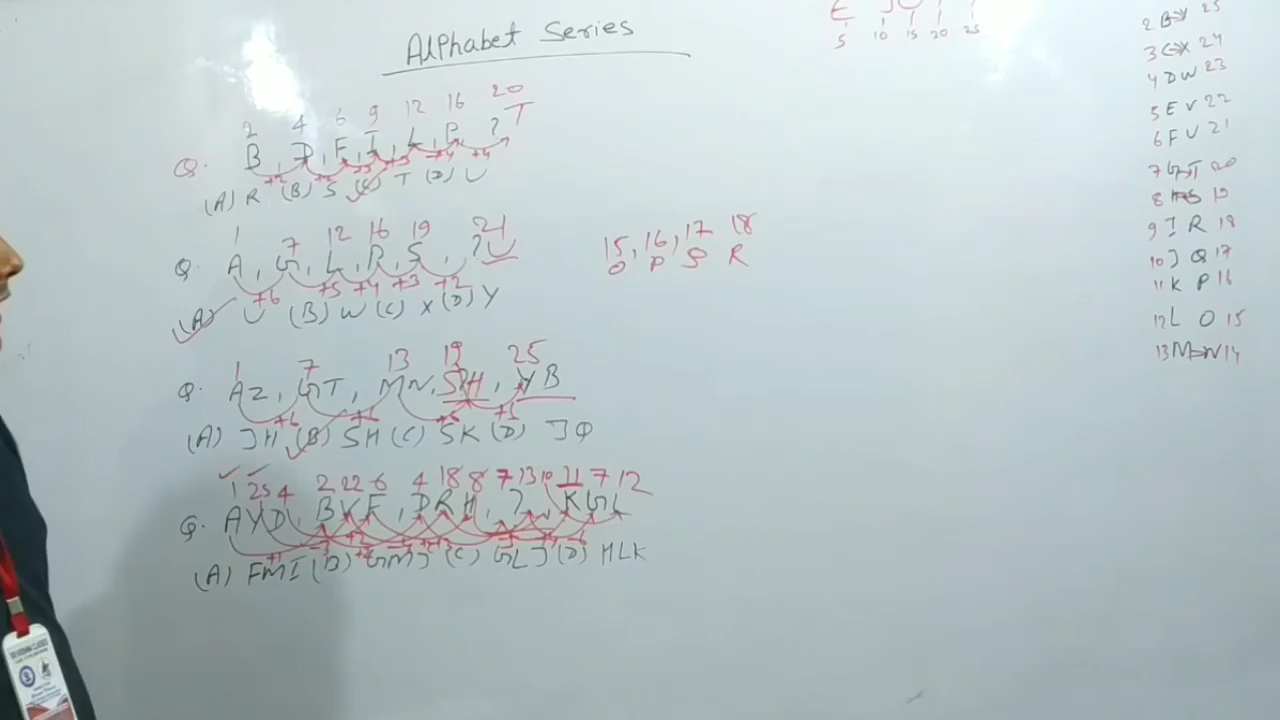 Alphabet Series
5 10 15 20 25
2 4 6 9 12 16 20
Q. B, D, F, I, L, P, ? T
+2 +2 +3 +3 +4 +4
(A) R (B) S (C) T (D) U
1 7 12 16 19 21
Q. A, G, L, P, S, ? U
+6 +5 +4 +3 +2
(A) U (B) W (C) X (D) Y
15, 16, 17 18
O P Q R
1 7 13 19 25
Q. AZ, GT, MN, SH, YB
+6 +6 +6
(A) JH (B) SH (C) SK (D) TQ
1 25 4 2 22 6 4 18 8 7 13 10 11 7 12
Q. AYD, BVF, DRH, ?, KGL
(A) FMI (B) GMJ (C) GLJ (D) HLK
2 B Y 25
3 C X 24
4 D W 23
5 E V 22
6 F U 21
7 G T 20
8 H S 19
9 I R 18
10 J Q 17
11 K P 16
12 L O 15
13 M N 14